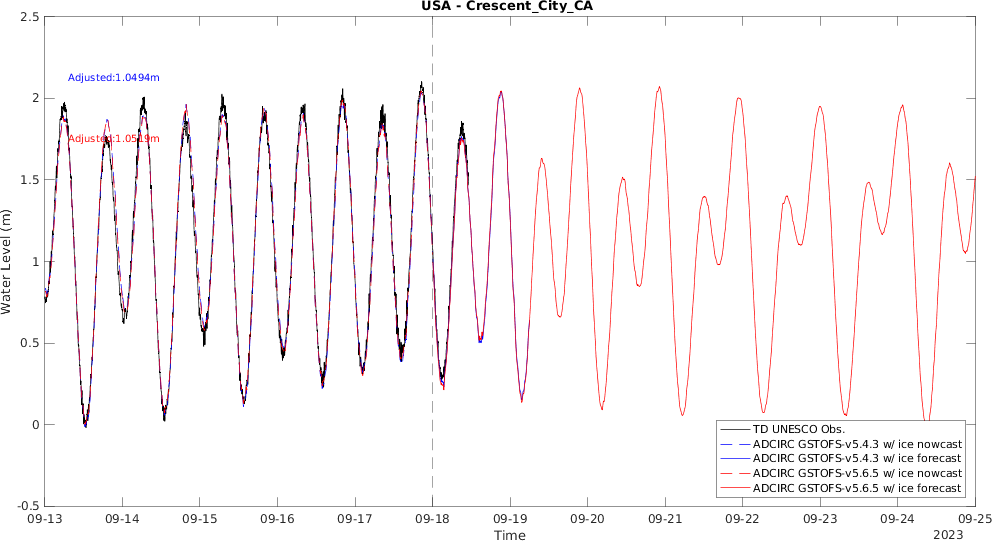 USA - Crescent_City_CA
2.5
2
1.5
1
0.5
0
-0.5
Water Level (m)
Adjusted:1.0494m
Adjusted:1.0519m
TD UNESCO Obs.
ADCIRC GSTOFS-v5.4.3 w/ ice nowcast
ADCIRC GSTOFS-v5.4.3 w/ ice forecast
ADCIRC GSTOFS-v5.6.5 w/ ice nowcast
ADCIRC GSTOFS-v5.6.5 w/ ice forecast
09-13 09-14 09-15 09-16 09-17 09-18 09-19 09-20 09-21 09-22 09-23 09-24 09-25
Time
2023